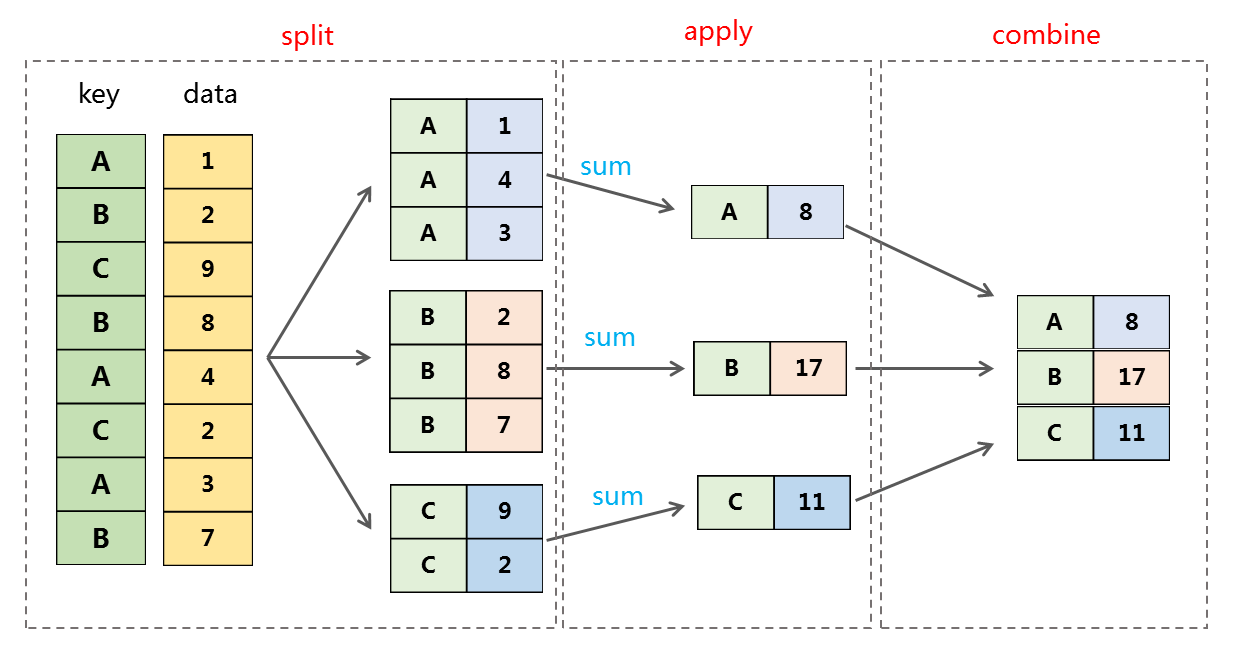 split
apply
combine
key data
A 1
B 2
C 9
B 8
A 4
C 2
A 3
B 7
A 1
A 4
A 3
B 2
B 8
B 7
C 9
C 2
sum
sum
sum
A 8
B 17
C 11
A 8
B 17
C 11